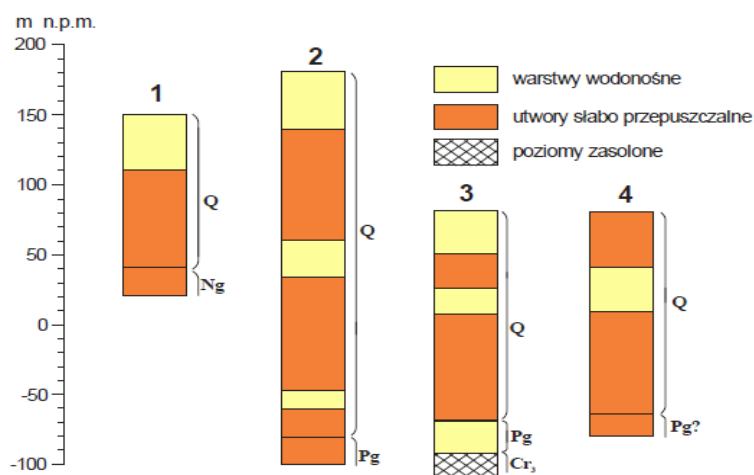 m n.p.m.
200
150
100
50
0
-50
-100
1
Q
Ng
2
Q
Pg
warstwy wodonośne
utwory słabo przepuszczalne
poziomy zasolone
3
Q
Pg
Cr₃
4
Q
Pg?